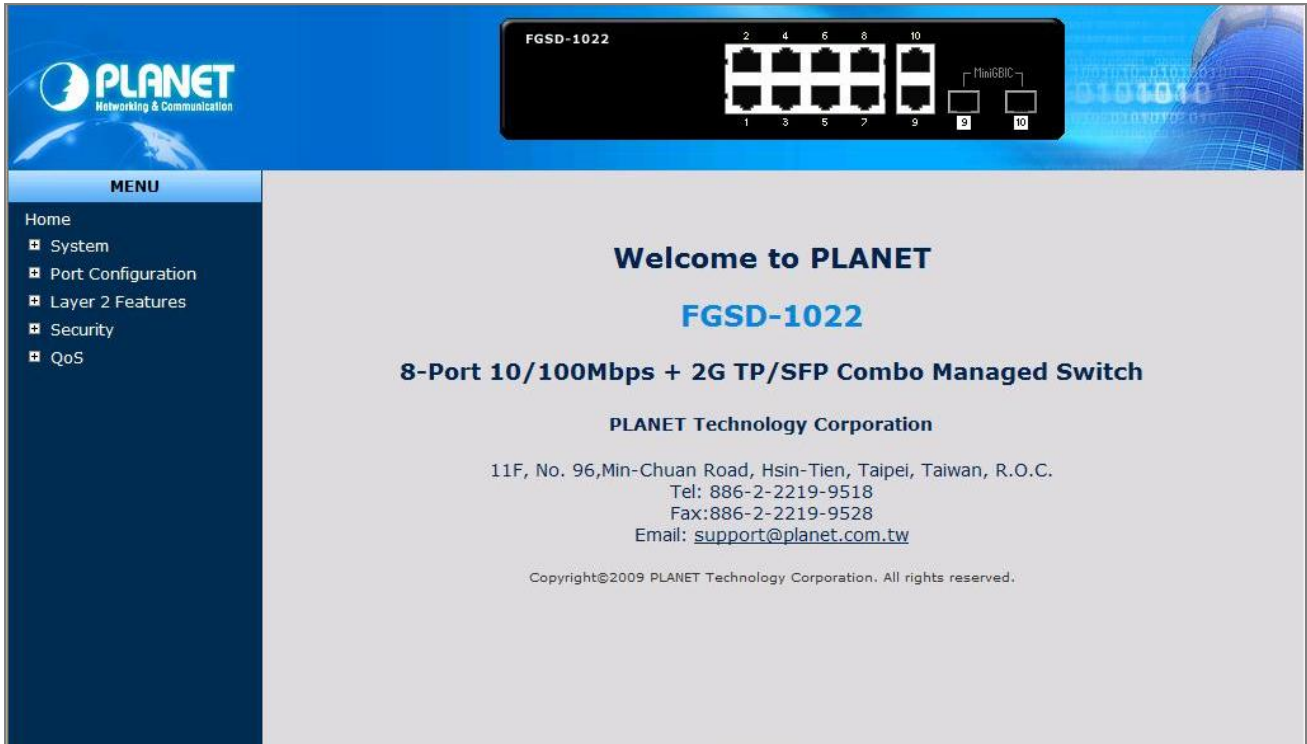 PLANET
Networking & Communication
FGSD-1022
2 4 6 8 10
MiniGBIC
1 3 5 7 9 9 10
MENU
Home
System
Port Configuration
Layer 2 Features
Security
QoS
Welcome to PLANET
FGSD-1022
8-Port 10/100Mbps + 2G TP/SFP Combo Managed Switch
PLANET Technology Corporation
11F, No. 96,Min-Chuan Road, Hsin-Tien, Taipei, Taiwan, R.O.C.
Tel: 886-2-2219-9518
Fax:886-2-2219-9528
Email: support@planet.com.tw
Copyright©2009 PLANET Technology Corporation. All rights reserved.